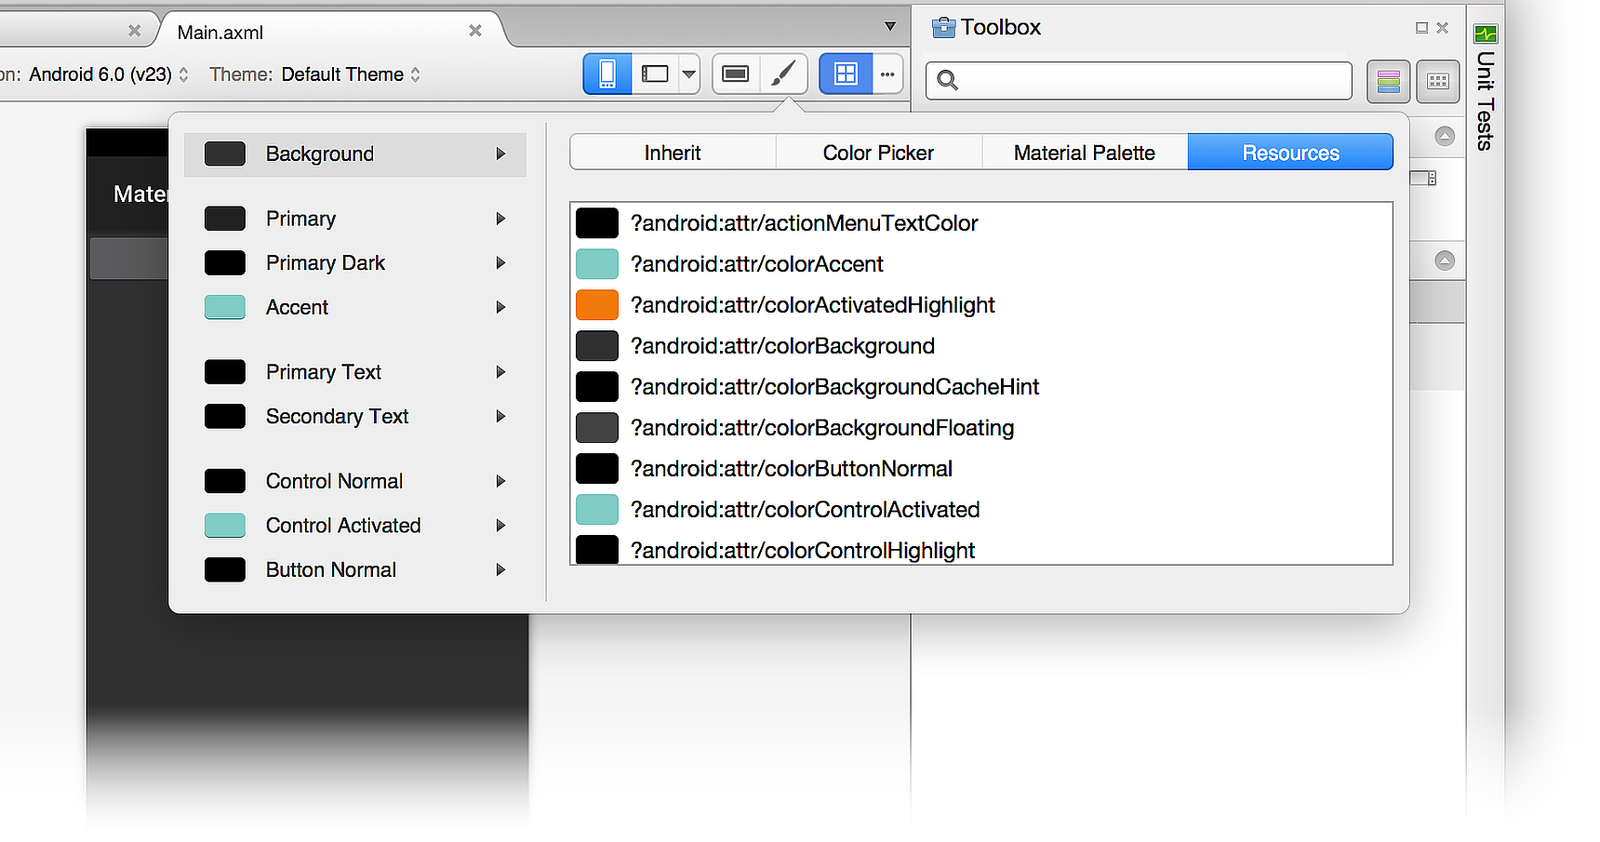 Main.axml
Toolbox
on: Android 6.0 (v23) Theme: Default Theme
Unit Tests
Mater
Background
Primary
Primary Dark
Accent
Primary Text
Secondary Text
Control Normal
Control Activated
Button Normal
Inherit Color Picker Material Palette Resources
?android:attr/actionMenuTextColor
?android:attr/colorAccent
?android:attr/colorActivatedHighlight
?android:attr/colorBackground
?android:attr/colorBackgroundCacheHint
?android:attr/colorBackgroundFloating
?android:attr/colorButtonNormal
?android:attr/colorControlActivated
?android:attr/colorControlHighlight